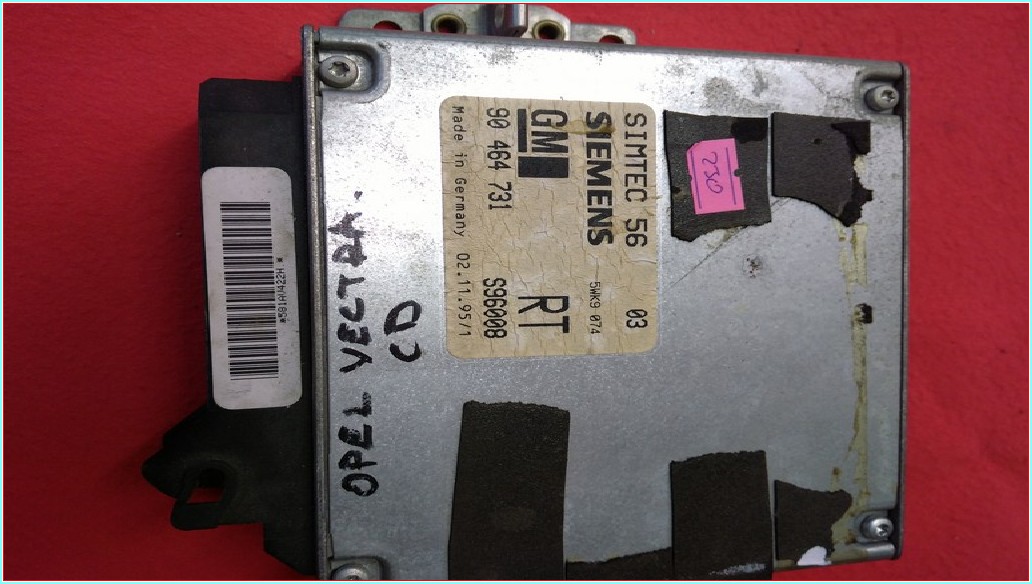 SIMTEC 56 03
SIEMENS 5WK9 074
GM RT
90 464 731 S96008
Made in Germany 02.11.95/1
230
OPEL VECTRA.
CD